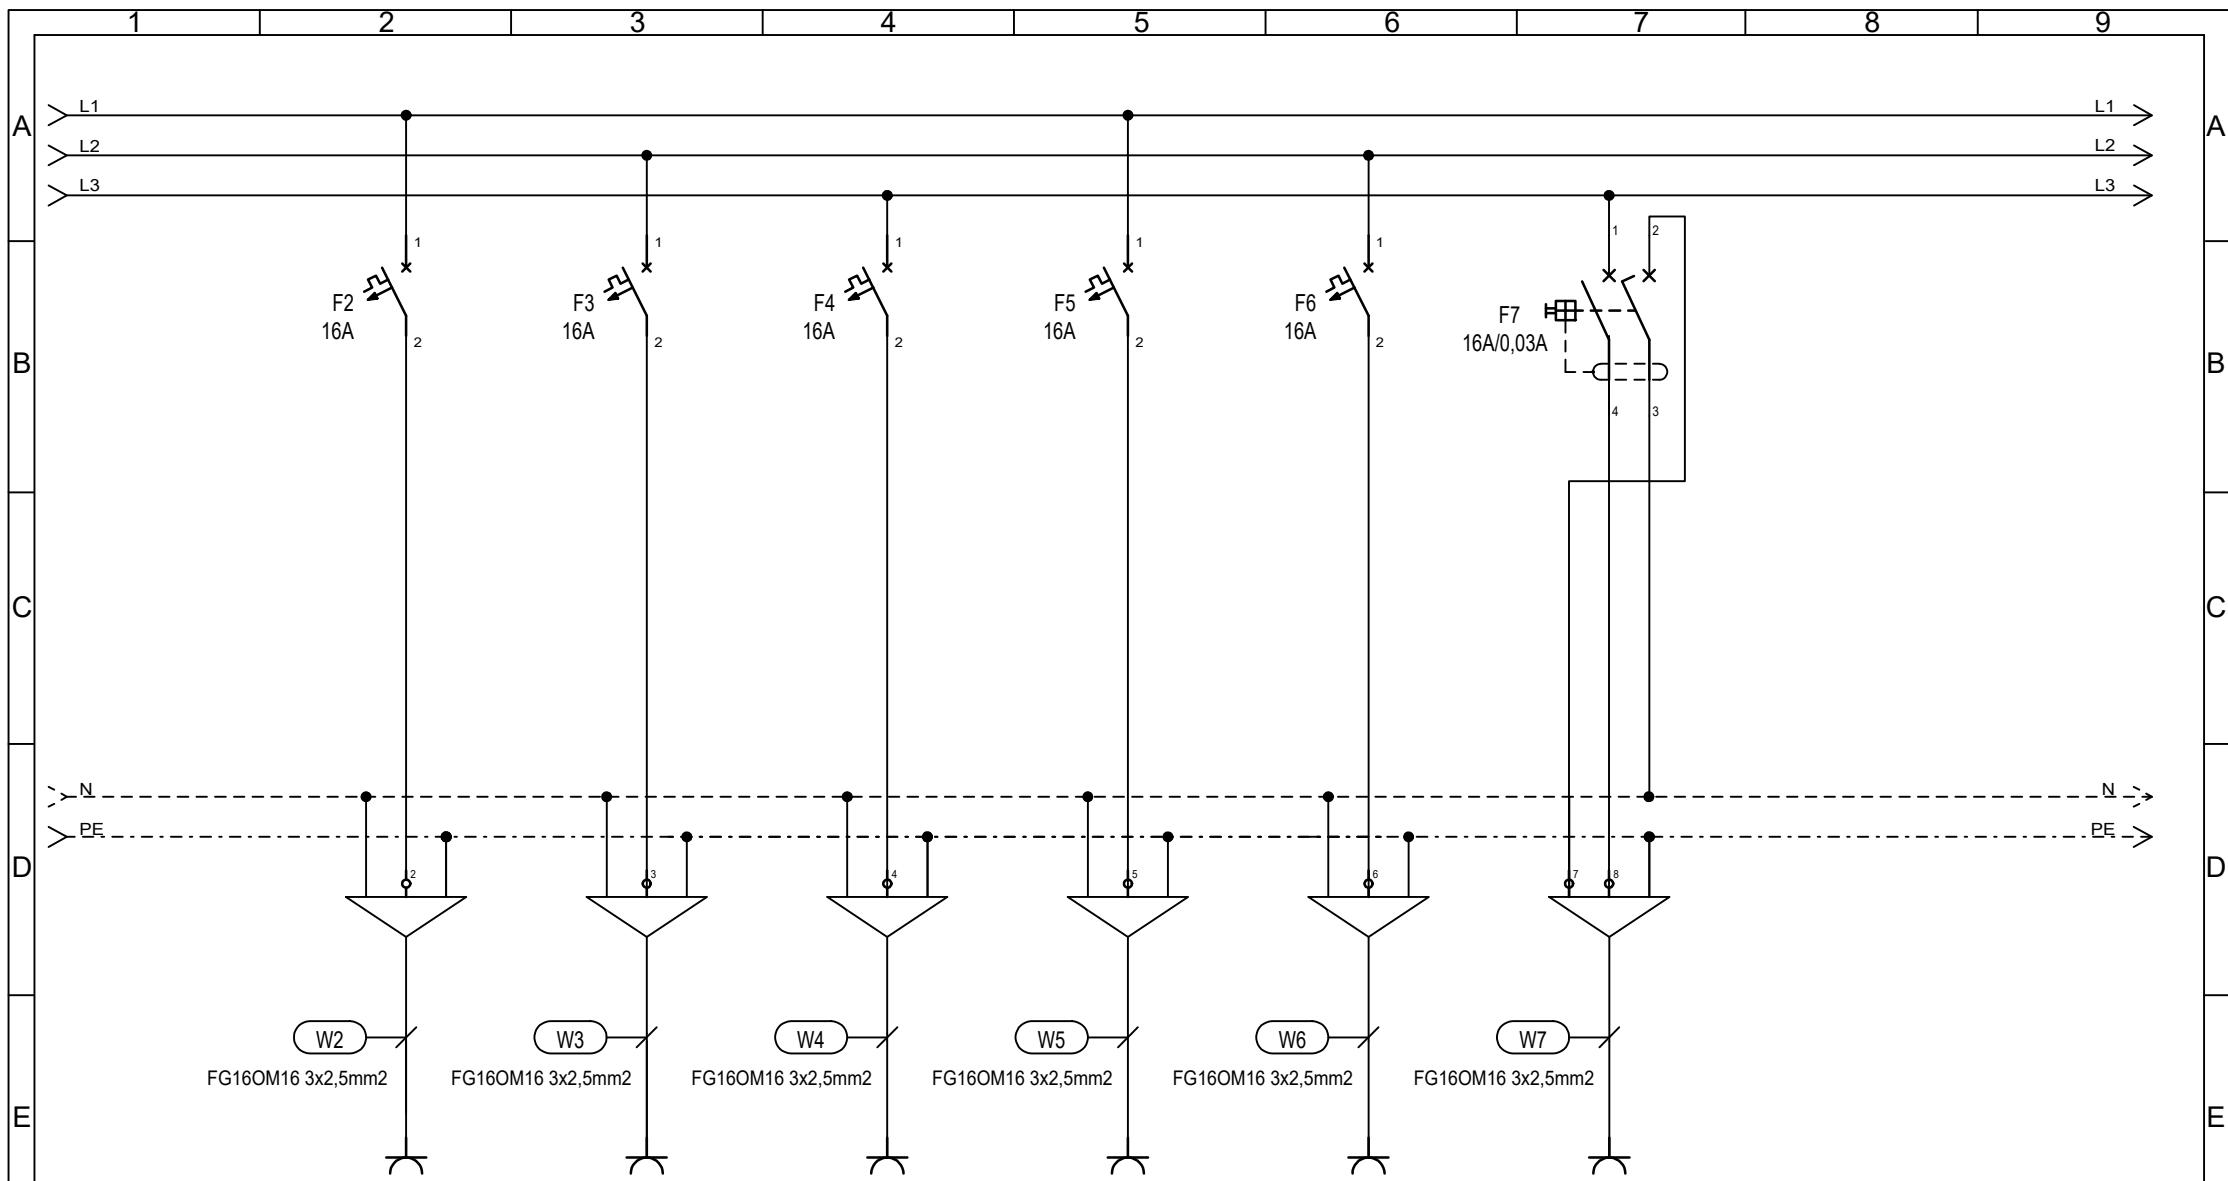 1 2 3 4 5 6 7 8 9
A A
L1 L1
L2 L2
L3 L3
1 1 1 1 1 1 2
F2 F3 F4 F5 F6 F7
16A 16A 16A 16A 16A 16A/0,03A
2 2 2 2 2
B B
4 3
C C
N N
PE PE
D D
2 3 4 5 6 7 8
W2 W3 W4 W5 W6 W7
FG16OM16 3x2,5mm2 FG16OM16 3x2,5mm2 FG16OM16 3x2,5mm2 FG16OM16 3x2,5mm2 FG16OM16 3x2,5mm2 FG16OM16 3x2,5mm2
E E